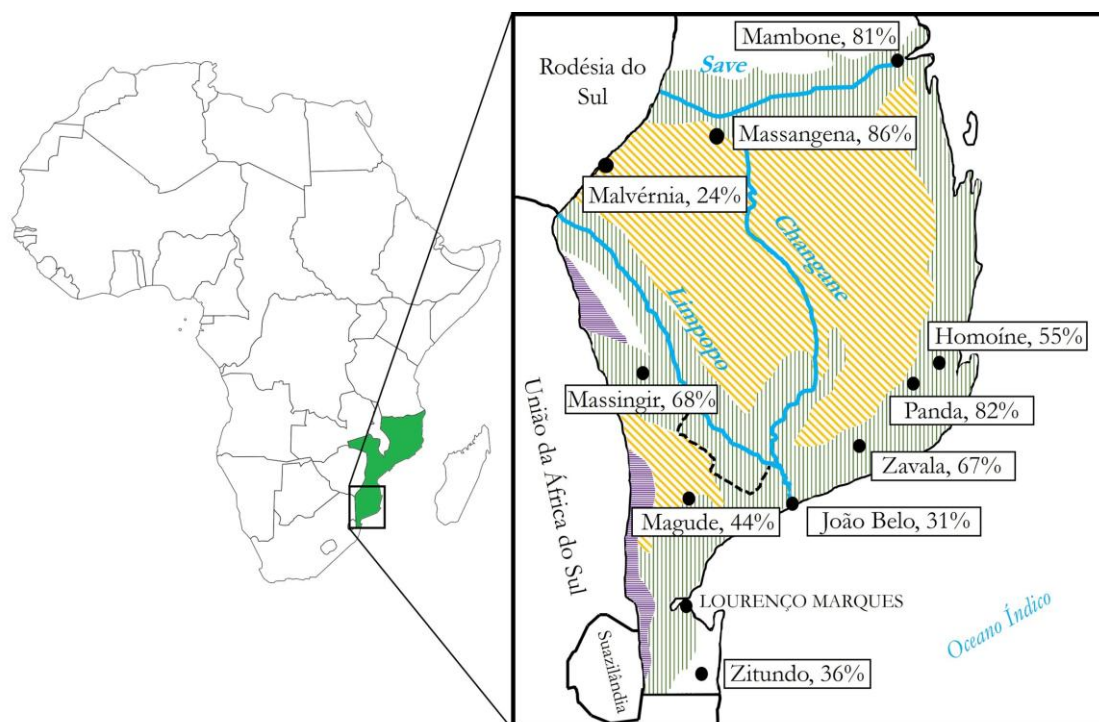 Mambone, 81%
Rodésia do
Sul
Save
Massangena, 86%
Malvérnia, 24%
Changane
Limpopo
Homoíne, 55%
Massingir, 68%
Panda, 82%
União da África do Sul
Zavala, 67%
Magude, 44%
João Belo, 31%
LOURENÇO MARQUES
Oceano Índico
Suazilândia
Zitundo, 36%